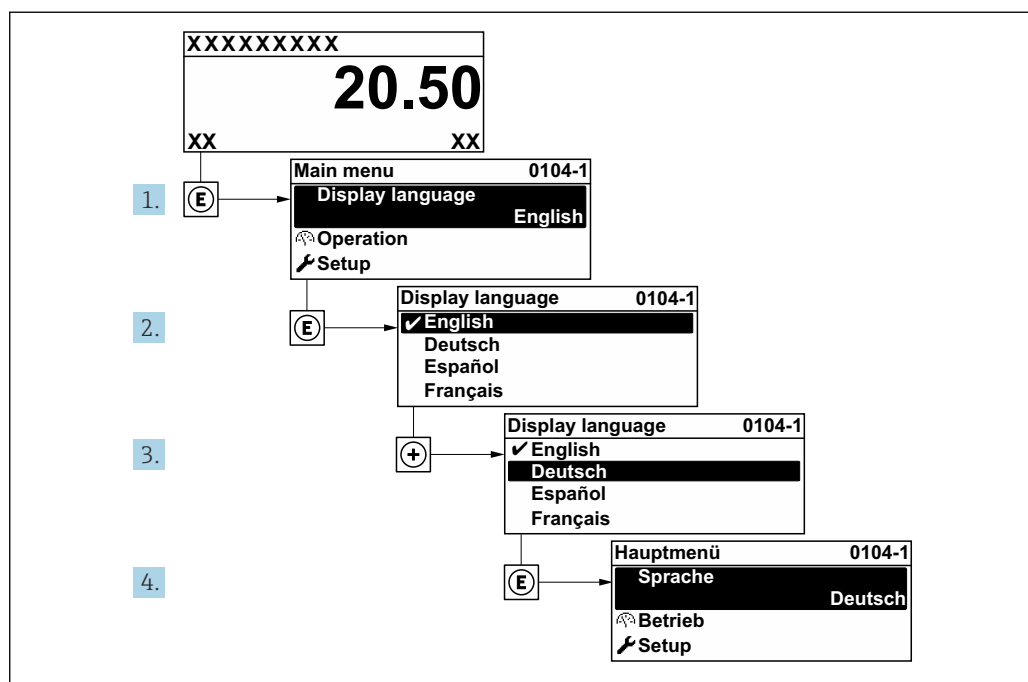 XXXXXXXXX
20.50
XX XX
1.
E
Main menu 0104-1
Display language
English
Operation
Setup
2.
E
Display language 0104-1
✔English
Deutsch
Español
Français
3.
+
Display language 0104-1
✔English
Deutsch
Español
Français
4.
E
Hauptmenü 0104-1
Sprache
Deutsch
Betrieb
Setup